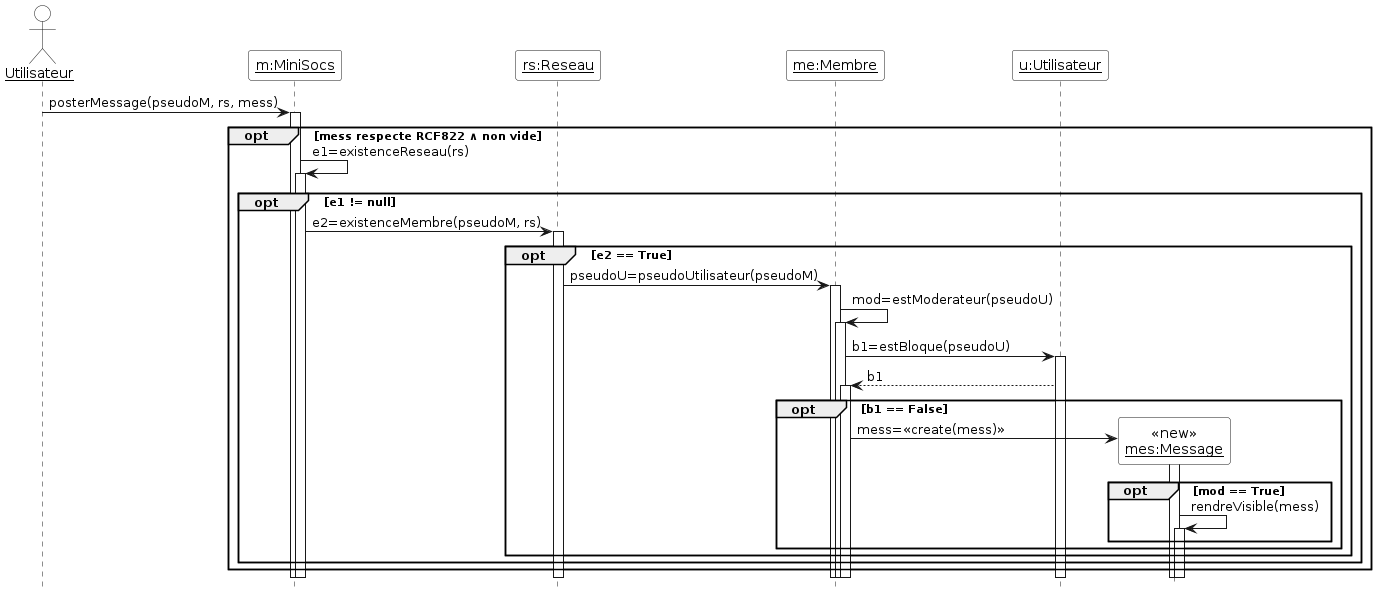 Utilisateur
m:MiniSocs
rs:Reseau
me:Membre
u:Utilisateur
posterMessage(pseudoM, rs, mess)
opt
[mess respecte RCF822 ∧ non vide]
e1=existenceReseau(rs)
opt
[e1 != null]
e2=existenceMembre(pseudoM, rs)
opt
[e2 == True]
pseudoU=pseudoUtilisateur(pseudoM)
mod=estModerateur(pseudoU)
b1=estBloque(pseudoU)
b1
opt
[b1 == False]
mess=«create(mess)»
«new»
mes:Message
opt
[mod == True]
rendreVisible(mess)